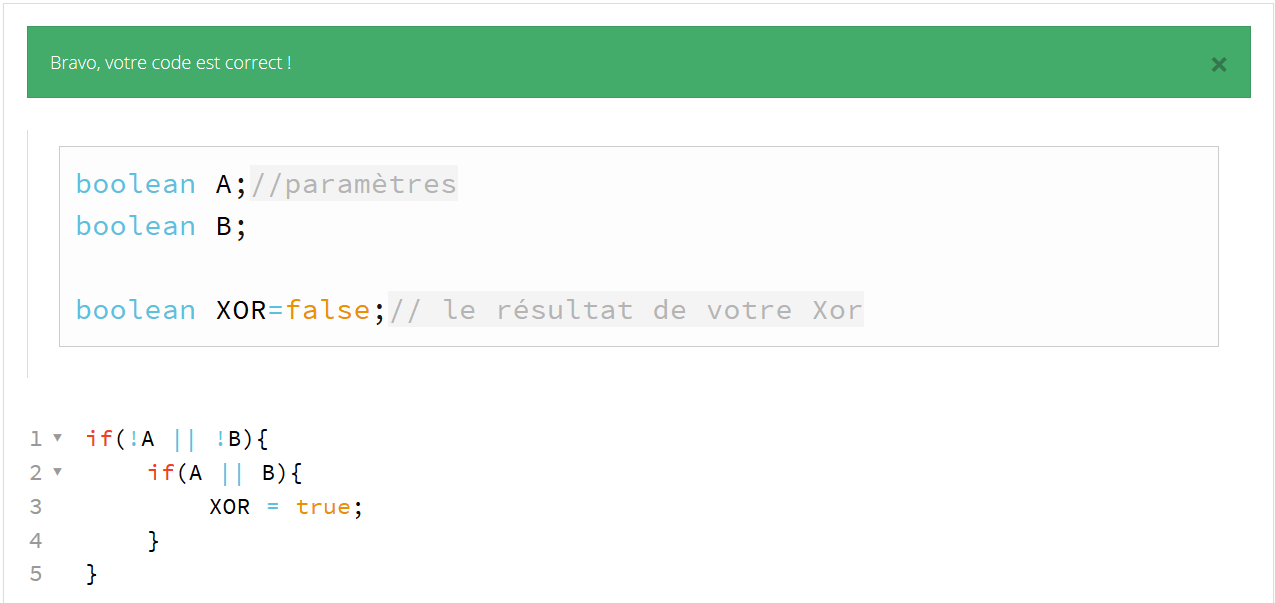 Bravo, votre code est correct !
×
boolean A;//paramètres
boolean B;
boolean XOR=false;// le résultat de votre Xor
1 ▼ if(!A || !B){
2 ▼ if(A || B){
3 XOR = true;
4 }
5 }